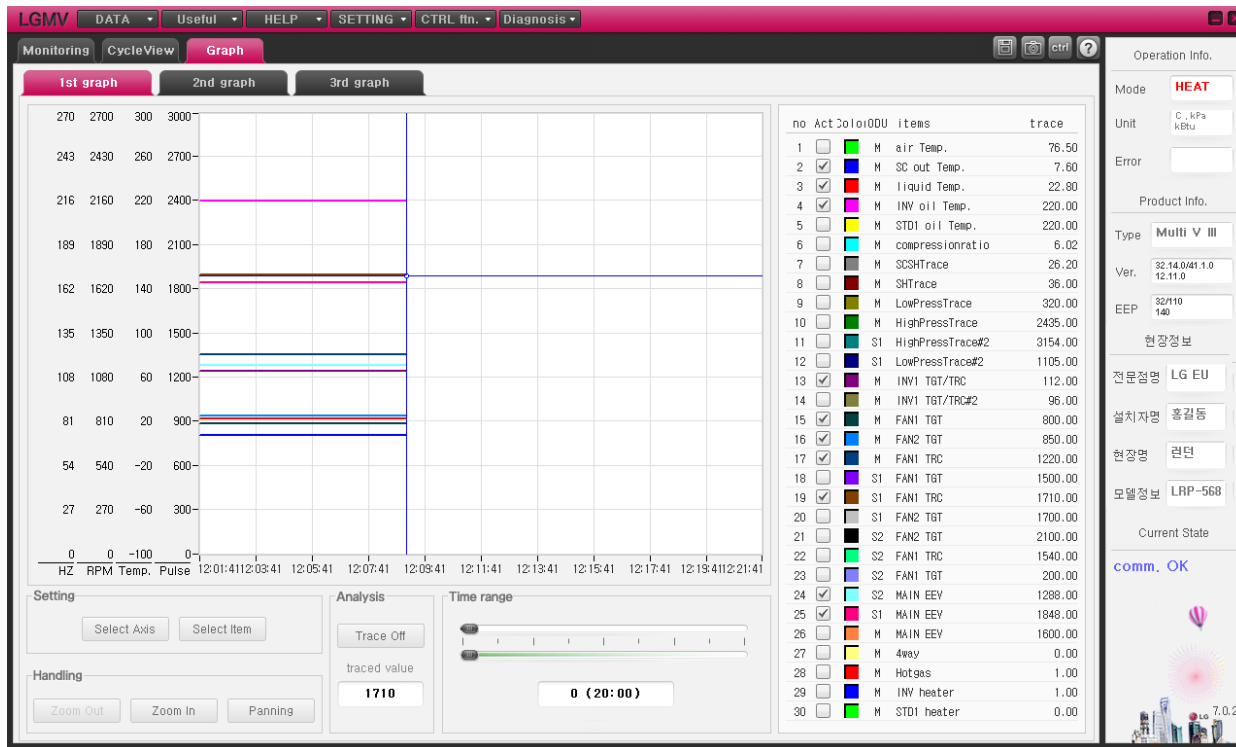 LGMV DATA Useful HELP SETTING CTRL ftn. Diagnosis
Monitoring CycleView Graph ctrl ?
1st graph 2nd graph 3rd graph
270 2700 300 3000
243 2430 260 2700
216 2160 220 2400
189 1890 180 2100
162 1620 140 1800
135 1350 100 1500
108 1080 60 1200
81 810 20 900
54 540 -20 600
27 270 -60 300
0 0 -100 0
HZ RPM Temp. Pulse 12:01:41 12:03:41 12:05:41 12:07:41 12:09:41 12:11:41 12:13:41 12:15:41 12:17:41 12:19:41 12:21:41
no Act Color ODU items trace
1 M air Temp. 76.50
2 M SC out Temp. 7.60
3 M liquid Temp. 22.80
4 M INV oil Temp. 220.00
5 M STD1 oil Temp. 220.00
6 M compressionratio 6.02
7 M SCSHTrace 26.20
8 M SHTrace 36.00
9 M LowPressTrace 320.00
10 M HighPressTrace 2435.00
11 S1 HighPressTrace#2 3154.00
12 S1 LowPressTrace#2 1105.00
13 M INV1 TGT/TRC 112.00
14 M INV1 TGT/TRC#2 96.00
15 M FAN1 TGT 800.00
16 M FAN2 TGT 850.00
17 M FAN1 TRC 1220.00
18 S1 FAN1 TGT 1500.00
19 S1 FAN1 TRC 1710.00
20 S1 FAN2 TGT 1700.00
21 S2 FAN2 TGT 2100.00
22 S2 FAN1 TRC 1540.00
23 S2 FAN1 TGT 200.00
24 S2 MAIN EEV 1288.00
25 S1 MAIN EEV 1848.00
26 M MAIN EEV 1600.00
27 M 4way 0.00
28 M Hotgas 1.00
29 M INV heater 1.00
30 M STD1 heater 0.00
Setting
Select Axis Select Item
Handling
Zoom Out Zoom In Panning
Analysis
Trace Off
traced value
1710
Time range
0 (20:00)
Operation Info.
Mode HEAT
Unit C , kPa
kBtu
Error
Product Info.
Type Multi V III
Ver. 32.14.0/41.1.0
12.11.0
EEP 32/110
140
현장정보
전문점명 LG EU
설치자명 홍길동
현장명 런던
모델정보 LRP-568
Current State
comm. OK
LG 7.0.2